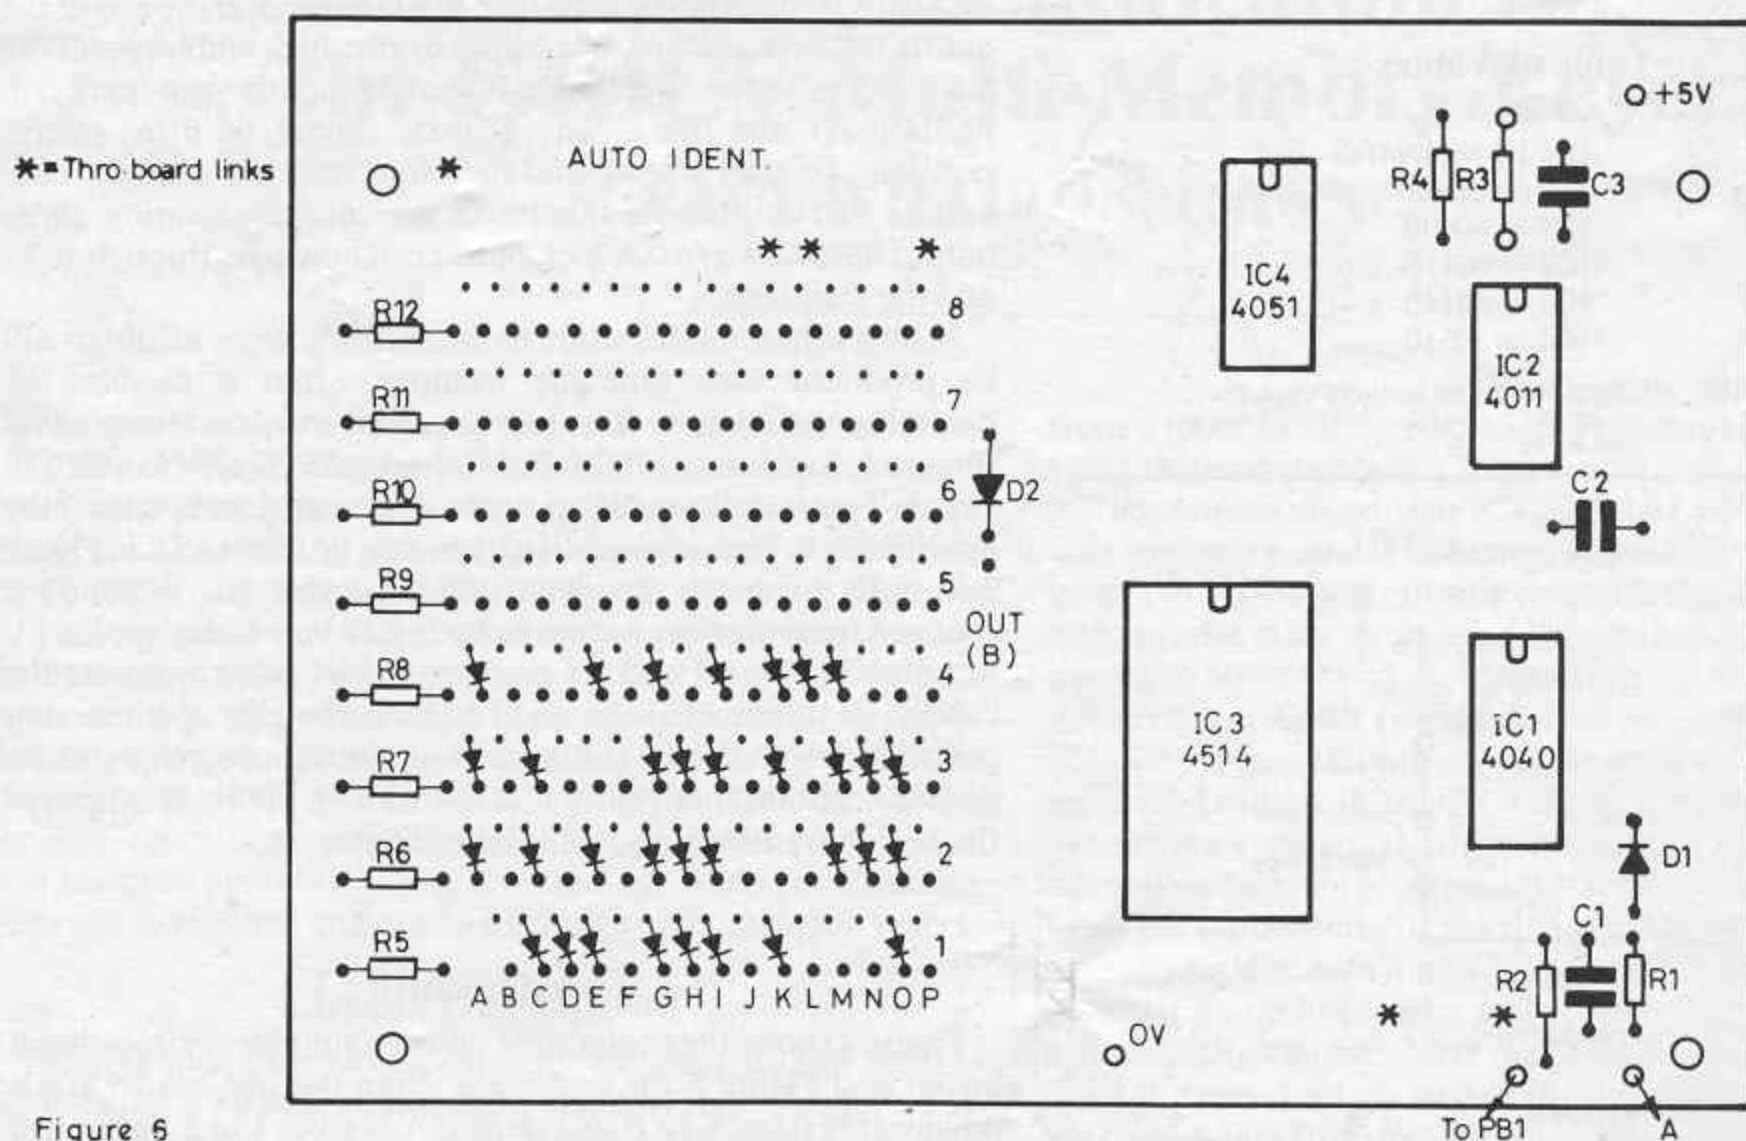 ✱ = Thro board links
AUTO IDENT.
+5V
R4
R3
C3
IC4
4051
R12
8
IC2
4011
R11
7
R10
6
D2
C2
R9
5
OUT
(B)
R8
4
IC3
4514
IC1
4040
R7
3
R6
2
D1
R5
1
C1
R2
R1
A B C D E F G H I J K L M N O P
0V
Figure 6
To PB1
A